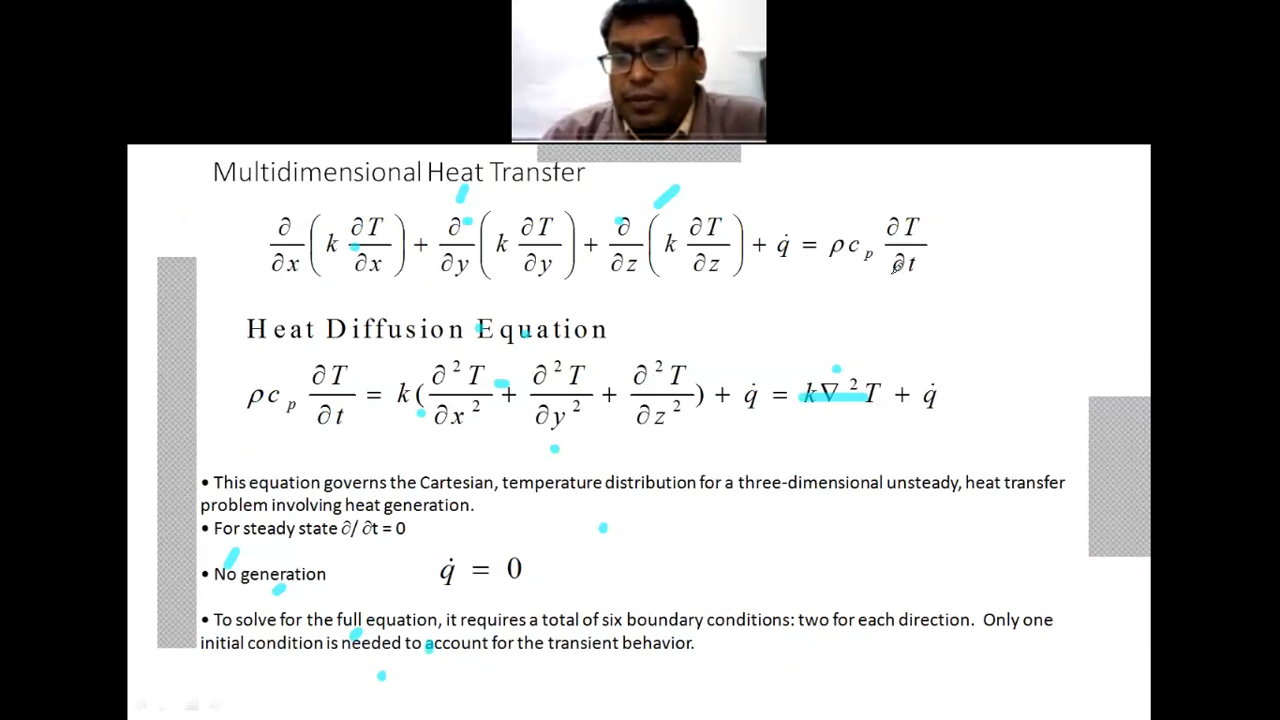 Multidimensional Heat Transfer
∂/∂x (k ∂T/∂x) + ∂/∂y (k ∂T/∂y) + ∂/∂z (k ∂T/∂z) + q̇ = ρc_p ∂T/∂t
Heat Diffusion Equation
ρc_p ∂T/∂t = k(∂²T/∂x² + ∂²T/∂y² + ∂²T/∂z²) + q̇ = k∇²T + q̇
• This equation governs the Cartesian, temperature distribution for a three-dimensional unsteady, heat transfer
problem involving heat generation.
• For steady state ∂/ ∂t = 0
• No generation q̇ = 0
• To solve for the full equation, it requires a total of six boundary conditions: two for each direction. Only one
initial condition is needed to account for the transient behavior.